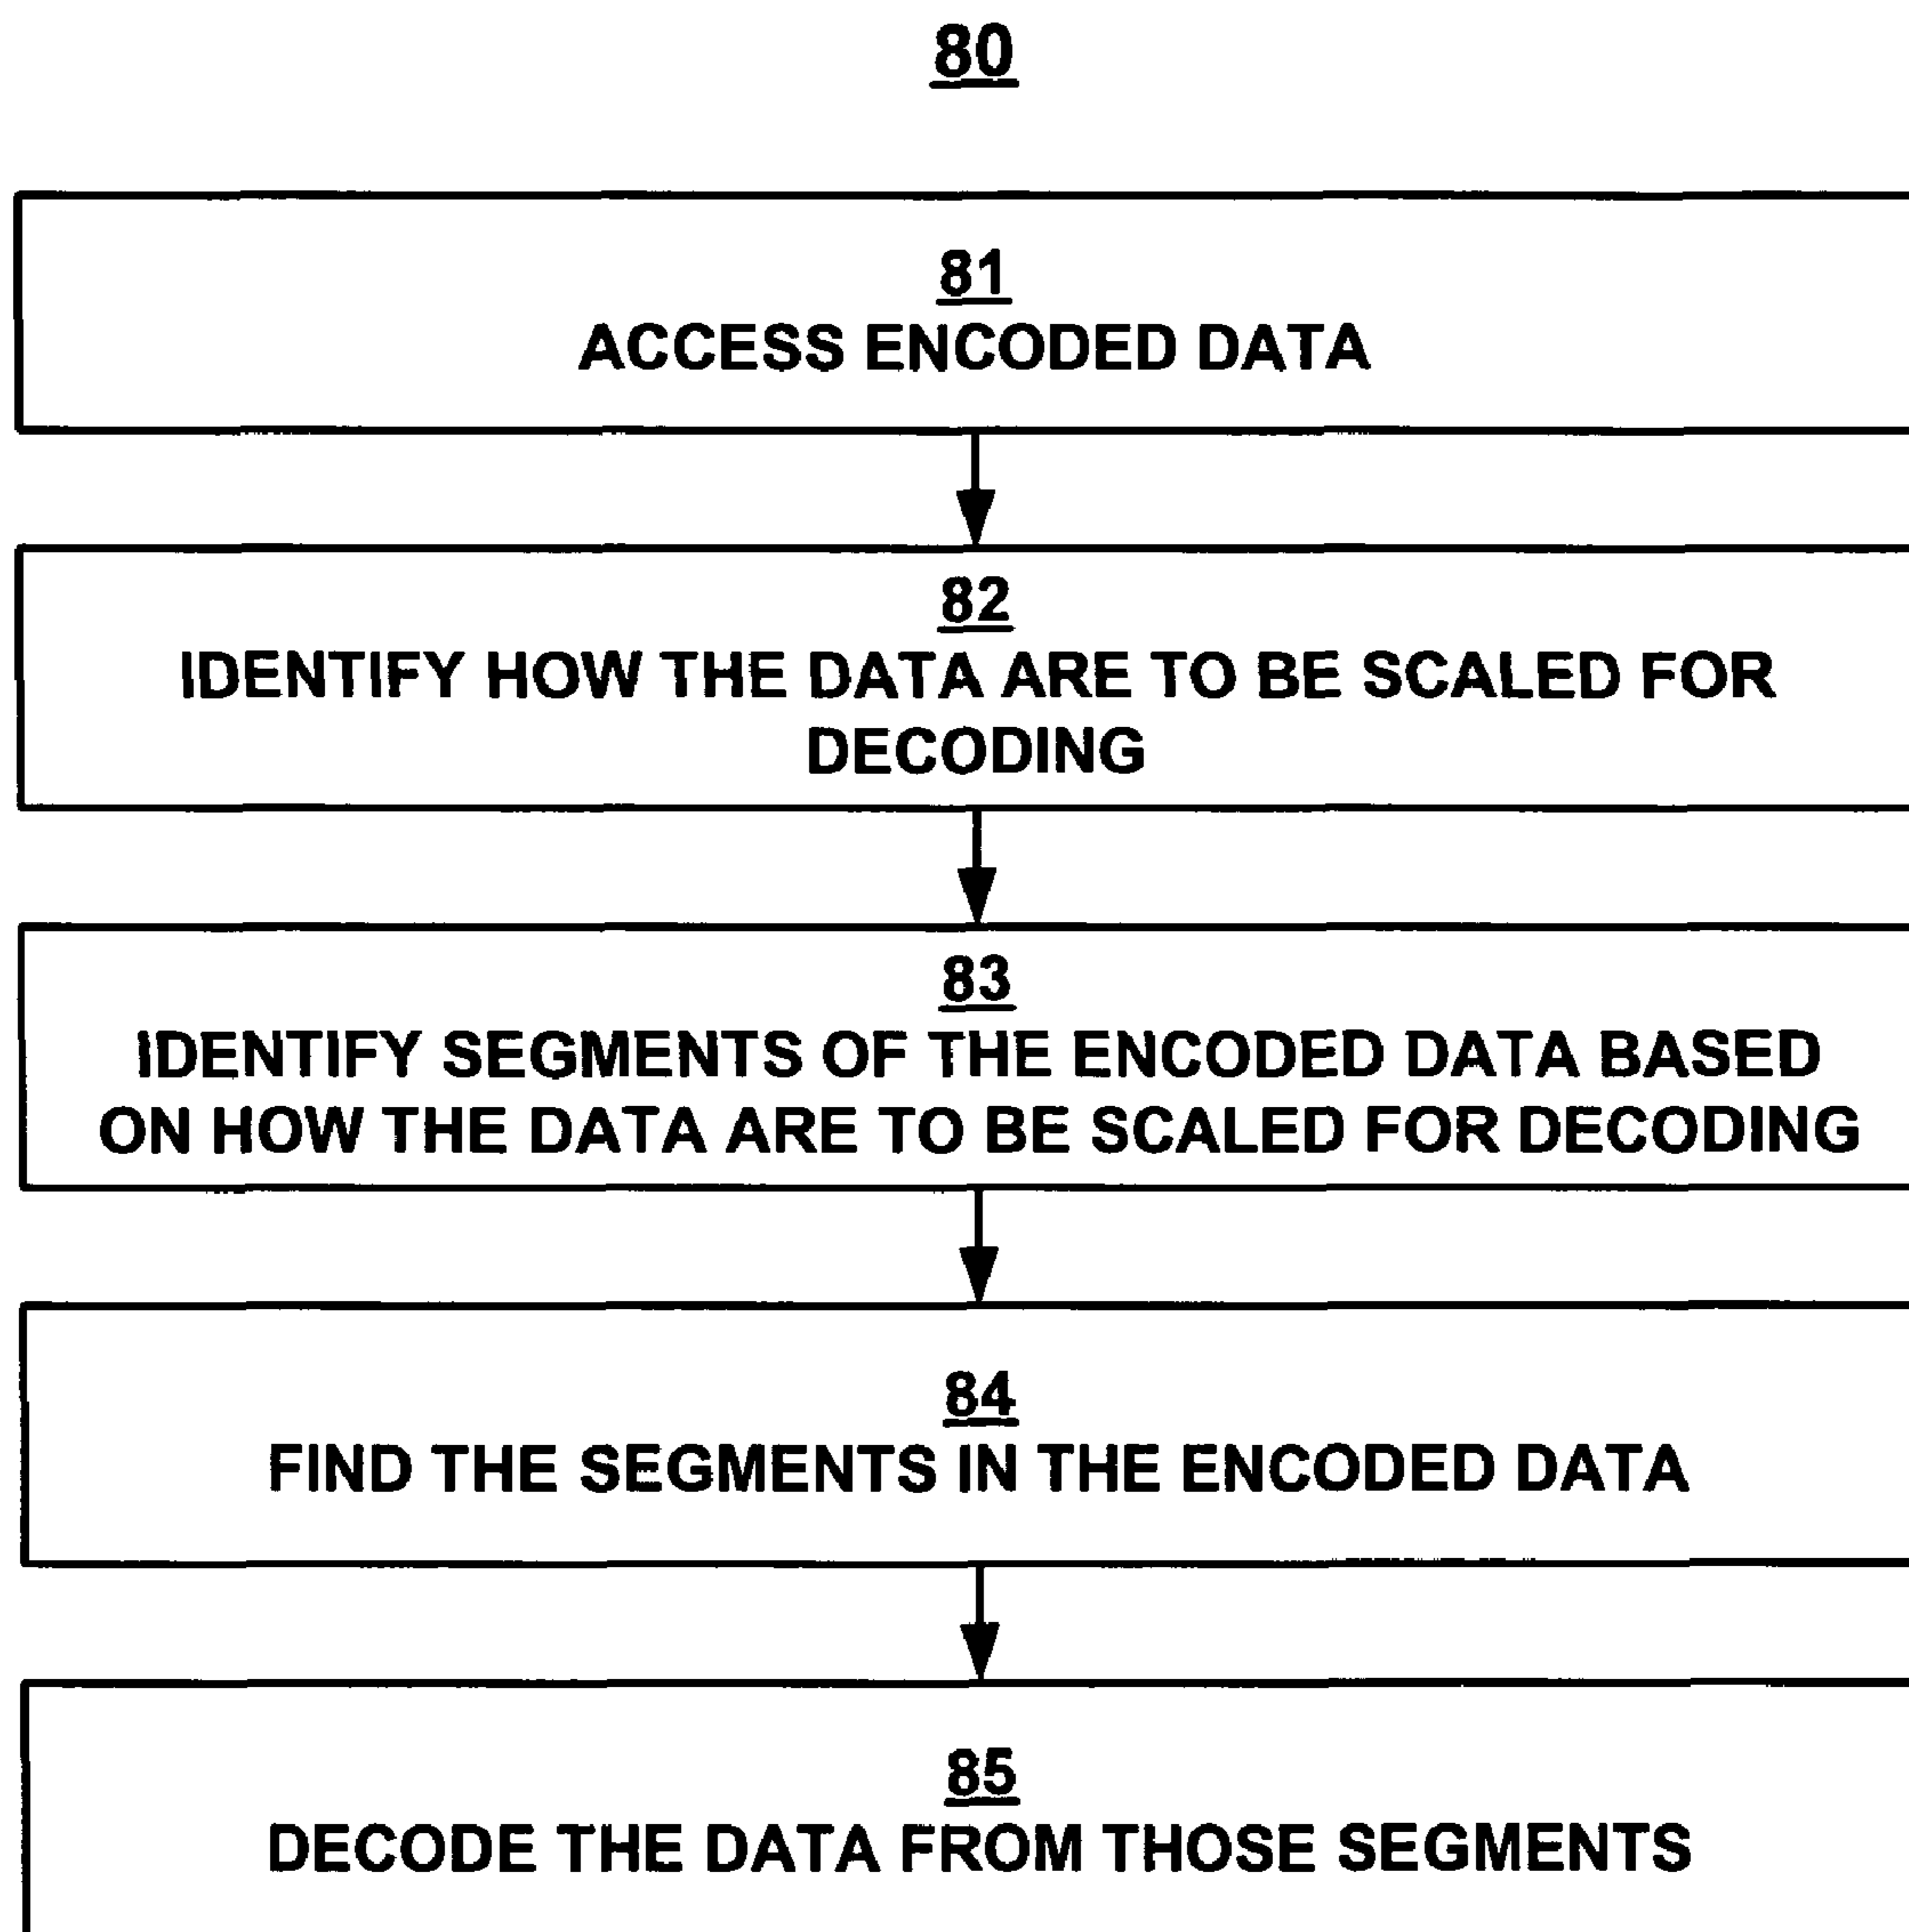 80
81
ACCESS ENCODED DATA
82
IDENTIFY HOW THE DATA ARE TO BE SCALED FOR
DECODING
83
IDENTIFY SEGMENTS OF THE ENCODED DATA BASED
ON HOW THE DATA ARE TO BE SCALED FOR DECODING
84
FIND THE SEGMENTS IN THE ENCODED DATA
85
DECODE THE DATA FROM THOSE SEGMENTS